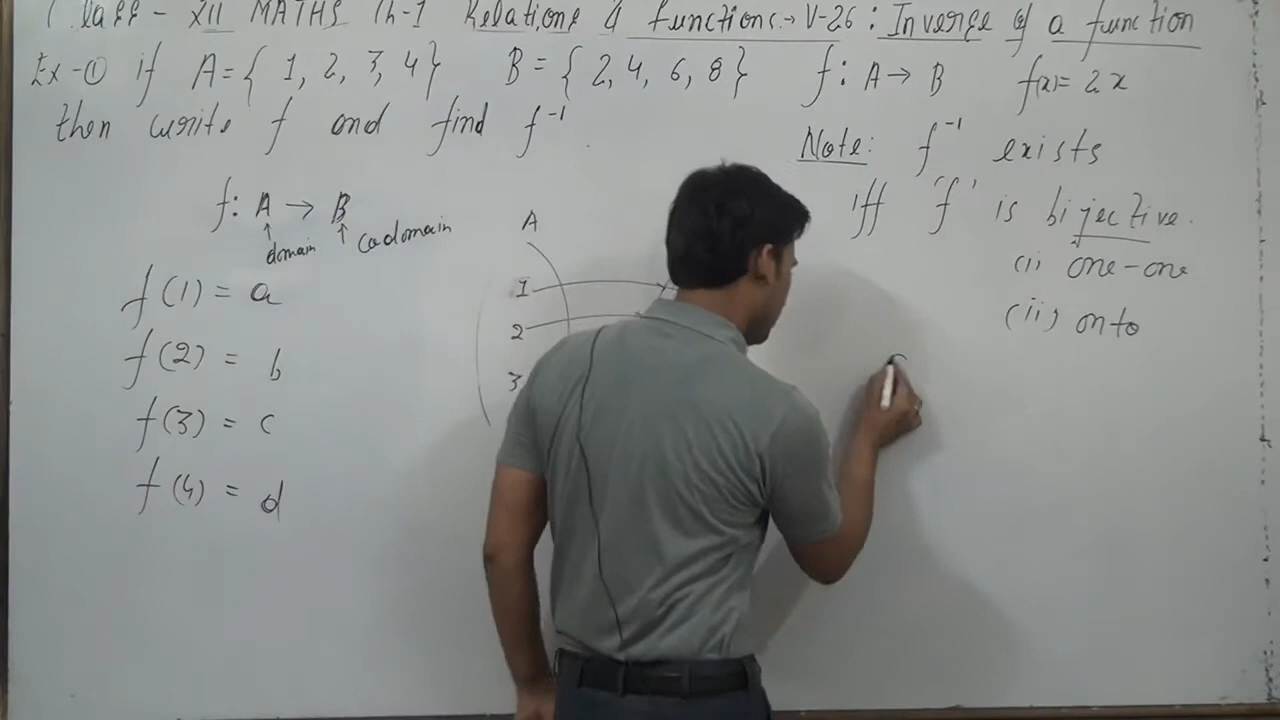 Class - XII MATHS Ch-1 Relations & functions → V-26 : Inverse of a function
Ex-① if A = { 1, 2, 3, 4 } B = { 2, 4, 6, 8 } f : A → B f(x) = 2x
then write f and find f⁻¹
Note: f⁻¹ exists
iff 'f' is bijective.
(i) one-one
(ii) onto
f: A → B
domain codomain
f(1) = a
f(2) = b
f(3) = c
f(4) = d
A
1
2
3